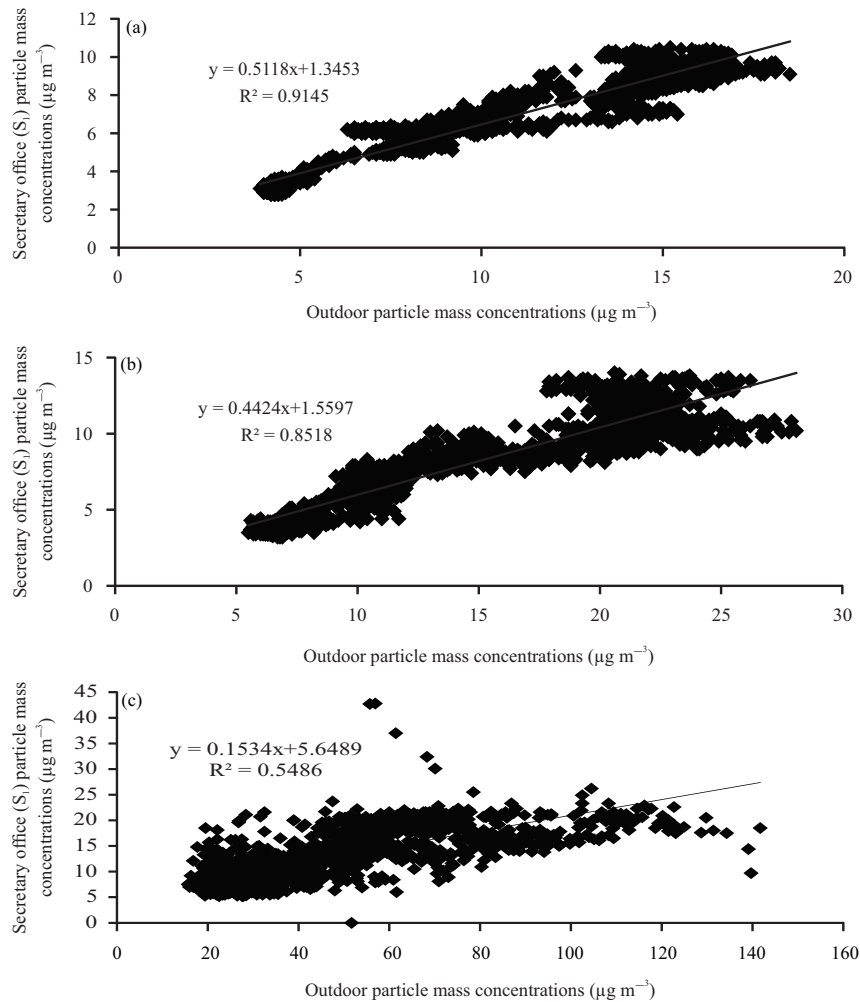 (a)
y = 0.5118x+1.3453
R² = 0.9145
Secretary office (S₁) particle mass
concentrations (µg m⁻³)
12
10
8
6
4
2
0
0
5
10
15
20
Outdoor particle mass concentrations (µg m⁻³)
(b)
y = 0.4424x+1.5597
R² = 0.8518
Secretary office (S₁) particle mass
concentrations (µg m⁻³)
15
10
5
0
0
5
10
15
20
25
30
Outdoor particle mass concentrations (µg m⁻³)
(c)
y = 0.1534x+5.6489
R² = 0.5486
Secretary office (S₁) particle mass
concentrations (µg m⁻³)
45
40
35
30
25
20
15
10
5
0
0
20
40
60
80
100
120
140
160
Outdoor particle mass concentrations (µg m⁻³)